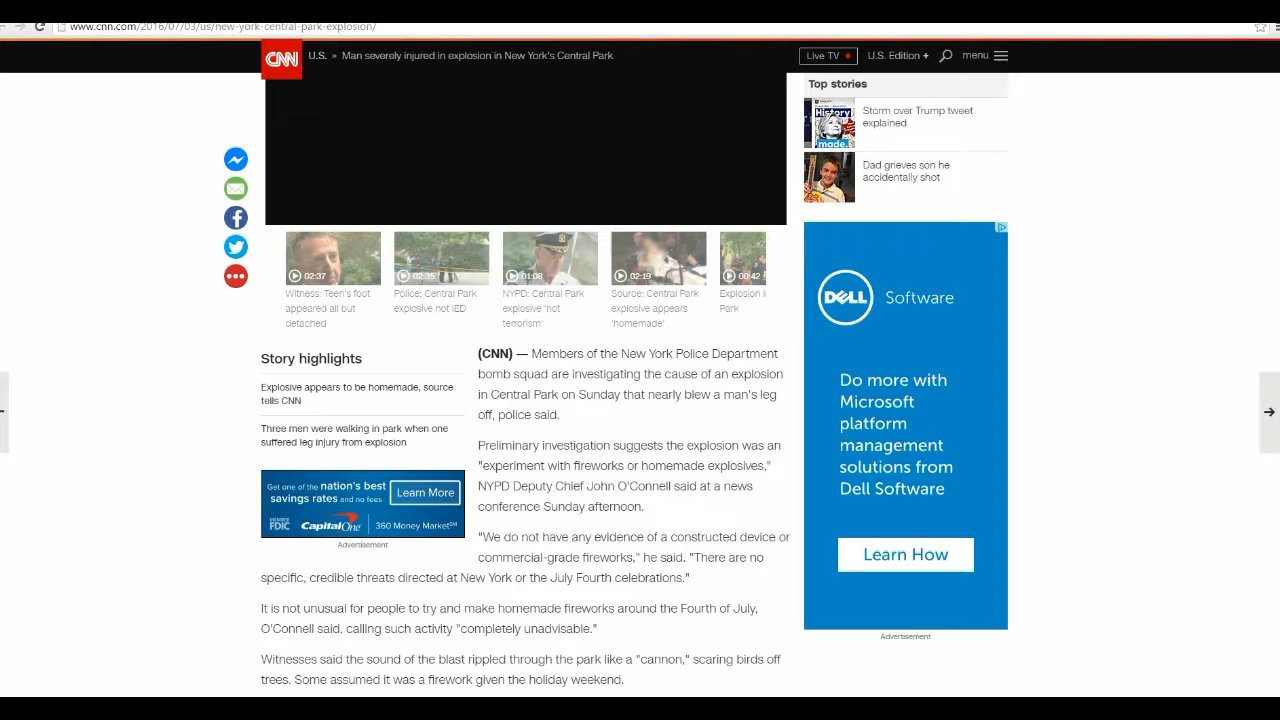 www.cnn.com/2016/07/03/us/new-york-central-park-explosion/
CNN
U.S. » Man severely injured in explosion in New York's Central Park
Live TV
U.S. Edition +
menu
Top stories
History
made.
Storm over Trump tweet
explained
Dad grieves son he
accidentally shot
02:37
Witness: Teen's foot
appeared all but
detached
02:35
Police: Central Park
explosive not IED
01:08
NYPD: Central Park
explosive 'not
terrorism'
02:19
Source: Central Park
explosive appears
'homemade'
00:42
Explosion i
Park
Story highlights
Explosive appears to be homemade, source
tells CNN
Three men were walking in park when one
suffered leg injury from explosion
Get one of the nation's best
savings rates and no fees
Learn More
MEMBER
FDIC
Capital One
360 Money Market℠
Advertisement
(CNN) — Members of the New York Police Department
bomb squad are investigating the cause of an explosion
in Central Park on Sunday that nearly blew a man's leg
off, police said.
Preliminary investigation suggests the explosion was an
"experiment with fireworks or homemade explosives,"
NYPD Deputy Chief John O'Connell said at a news
conference Sunday afternoon.
"We do not have any evidence of a constructed device or
commercial-grade fireworks," he said. "There are no
specific, credible threats directed at New York or the July Fourth celebrations."
It is not unusual for people to try and make homemade fireworks around the Fourth of July,
O'Connell said, calling such activity "completely unadvisable."
Witnesses said the sound of the blast rippled through the park like a "cannon," scaring birds off
trees. Some assumed it was a firework given the holiday weekend.
DELL Software
Do more with
Microsoft
platform
management
solutions from
Dell Software
Learn How
Advertisement